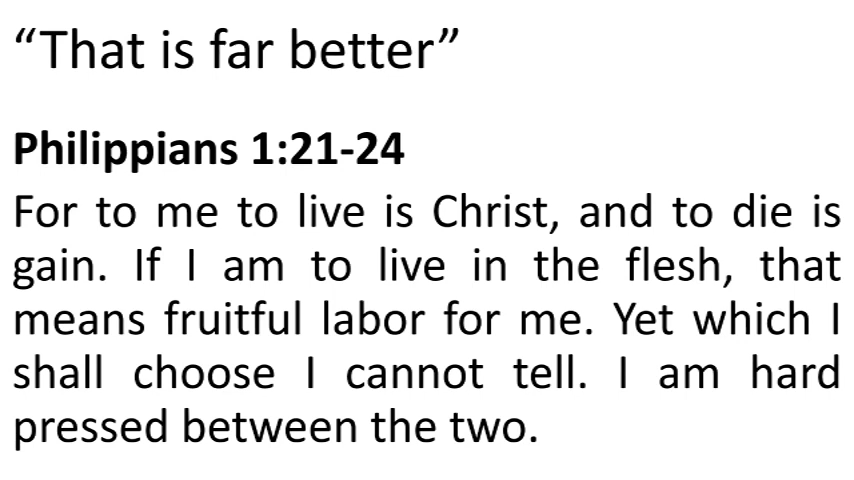 “That is far better”
Philippians 1:21-24
For to me to live is Christ, and to die is
gain. If I am to live in the flesh, that
means fruitful labor for me. Yet which I
shall choose I cannot tell. I am hard
pressed between the two.